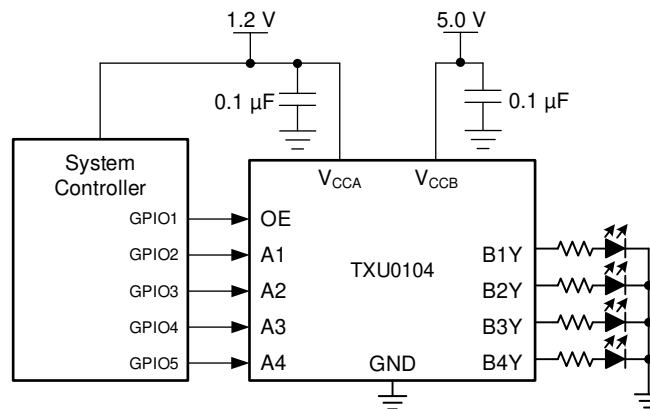 1.2 V
5.0 V
0.1 µF
0.1 µF
System
Controller
V_CCA
V_CCB
GPIO1
OE
GPIO2
A1
TXU0104
B1Y
GPIO3
A2
B2Y
GPIO4
A3
B3Y
GPIO5
A4
GND
B4Y